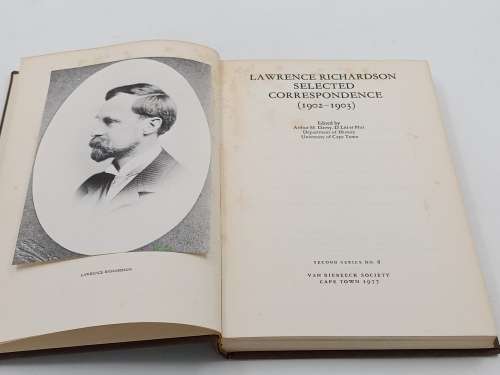 LAWRENCE RICHARDSON
LAWRENCE RICHARDSON
SELECTED
CORRESPONDENCE
(1902–1903)
Edited by
Arthur M. Davey, D Litt et Phil
Department of History
University of Cape Town
SECOND SERIES NO. 8
VAN RIEBEECK SOCIETY
CAPE TOWN 1977